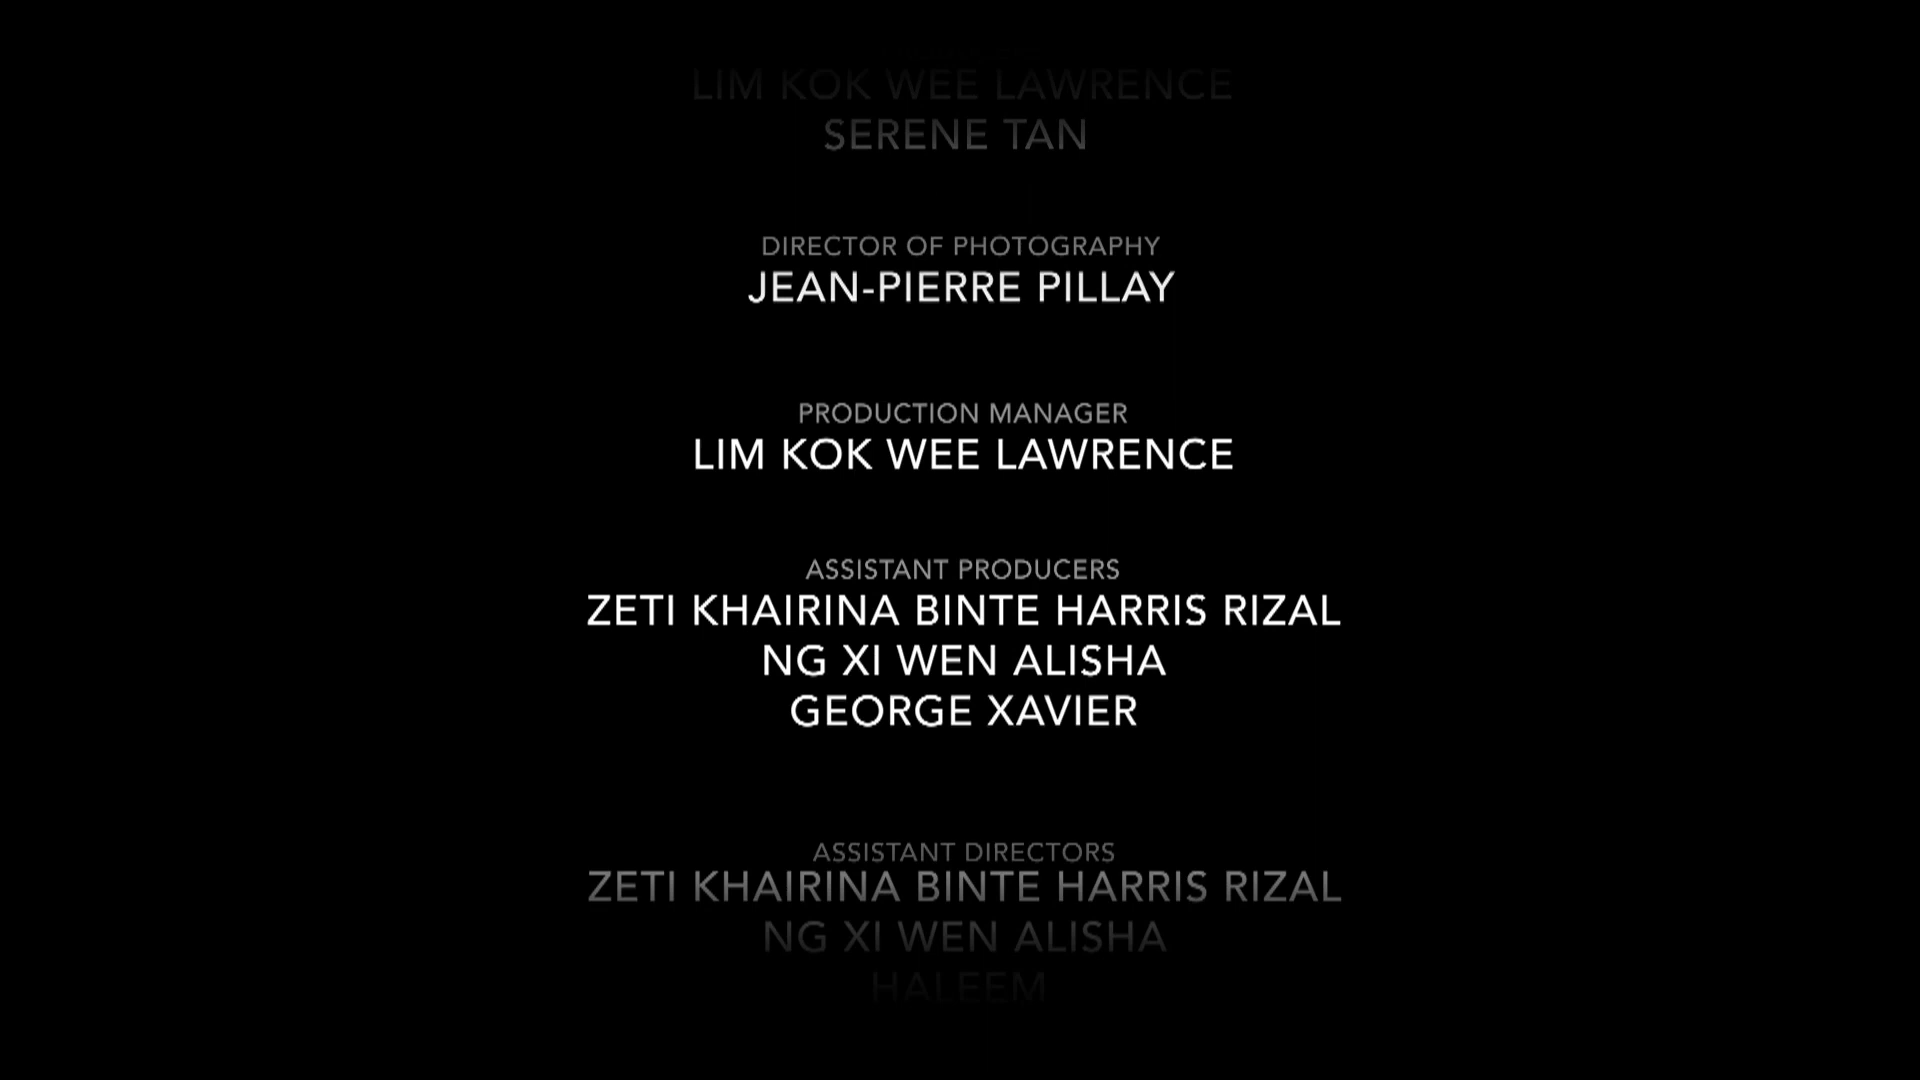 LIM KOK WEE LAWRENCE
SERENE TAN
DIRECTOR OF PHOTOGRAPHY
JEAN-PIERRE PILLAY
PRODUCTION MANAGER
LIM KOK WEE LAWRENCE
ASSISTANT PRODUCERS
ZETI KHAIRINA BINTE HARRIS RIZAL
NG XI WEN ALISHA
GEORGE XAVIER
ASSISTANT DIRECTORS
ZETI KHAIRINA BINTE HARRIS RIZAL
NG XI WEN ALISHA
HALEEM